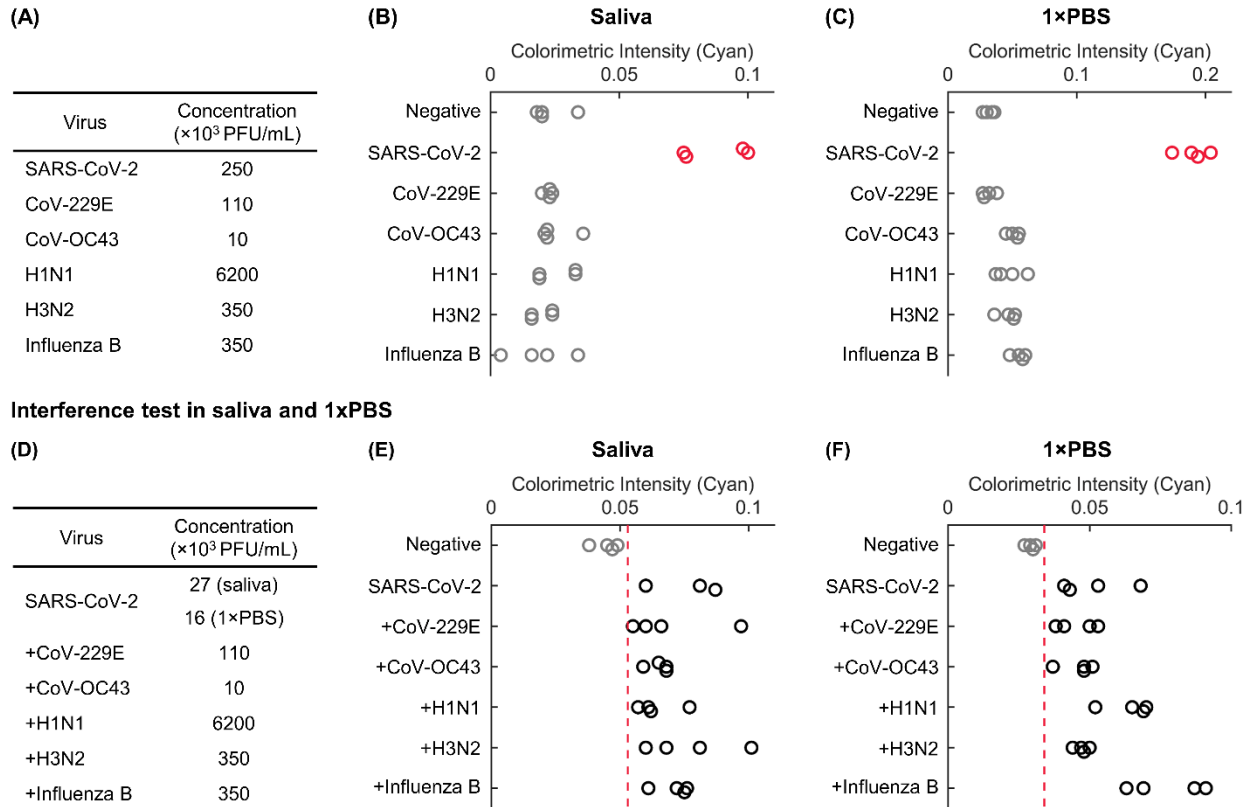 (A)
Virus Concentration (×10³ PFU/mL)
SARS-CoV-2 250
CoV-229E 110
CoV-OC43 10
H1N1 6200
H3N2 350
Influenza B 350
(B) Saliva
Colorimetric Intensity (Cyan)
0 0.05 0.1
Negative
SARS-CoV-2
CoV-229E
CoV-OC43
H1N1
H3N2
Influenza B
(C) 1×PBS
Colorimetric Intensity (Cyan)
0 0.1 0.2
Negative
SARS-CoV-2
CoV-229E
CoV-OC43
H1N1
H3N2
Influenza B
Interference test in saliva and 1xPBS
(D)
Virus Concentration (×10³ PFU/mL)
SARS-CoV-2 27 (saliva)
16 (1×PBS)
+CoV-229E 110
+CoV-OC43 10
+H1N1 6200
+H3N2 350
+Influenza B 350
(E) Saliva
Colorimetric Intensity (Cyan)
0 0.05 0.1
Negative
SARS-CoV-2
+CoV-229E
+CoV-OC43
+H1N1
+H3N2
+Influenza B
(F) 1×PBS
Colorimetric Intensity (Cyan)
0 0.05 0.1
Negative
SARS-CoV-2
+CoV-229E
+CoV-OC43
+H1N1
+H3N2
+Influenza B